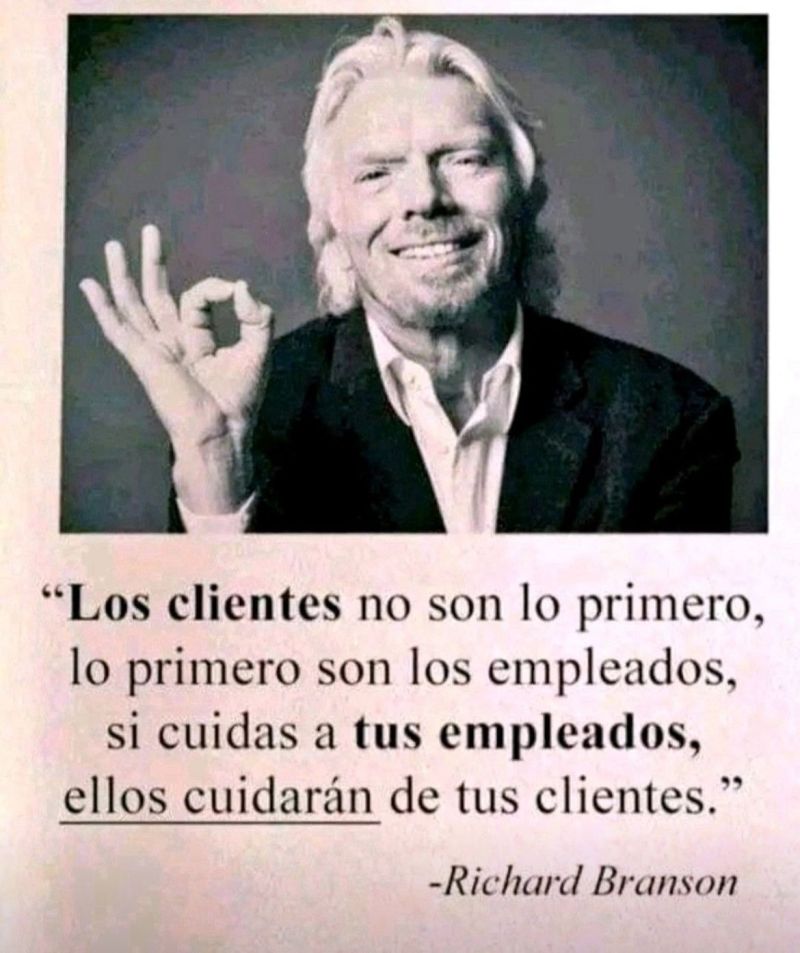 “Los clientes no son lo primero,
lo primero son los empleados,
si cuidas a tus empleados,
ellos cuidarán de tus clientes.”
-Richard Branson